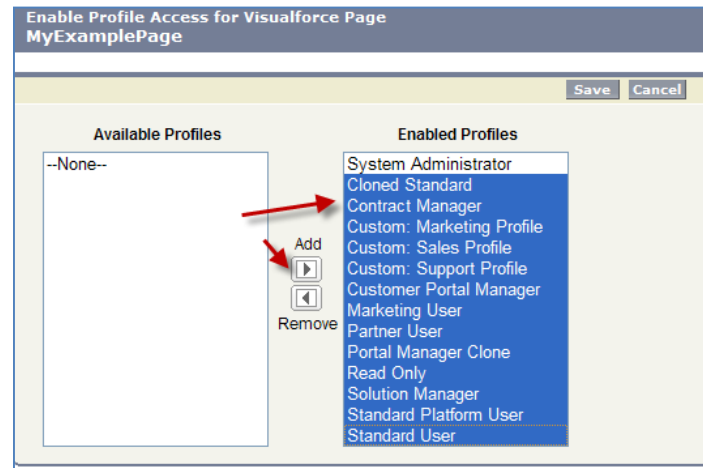 Enable Profile Access for Visualforce Page
MyExamplePage
Save Cancel
Available Profiles
--None--
Add
Remove
Enabled Profiles
System Administrator
Cloned Standard
Contract Manager
Custom: Marketing Profile
Custom: Sales Profile
Custom: Support Profile
Customer Portal Manager
Marketing User
Partner User
Portal Manager Clone
Read Only
Solution Manager
Standard Platform User
Standard User